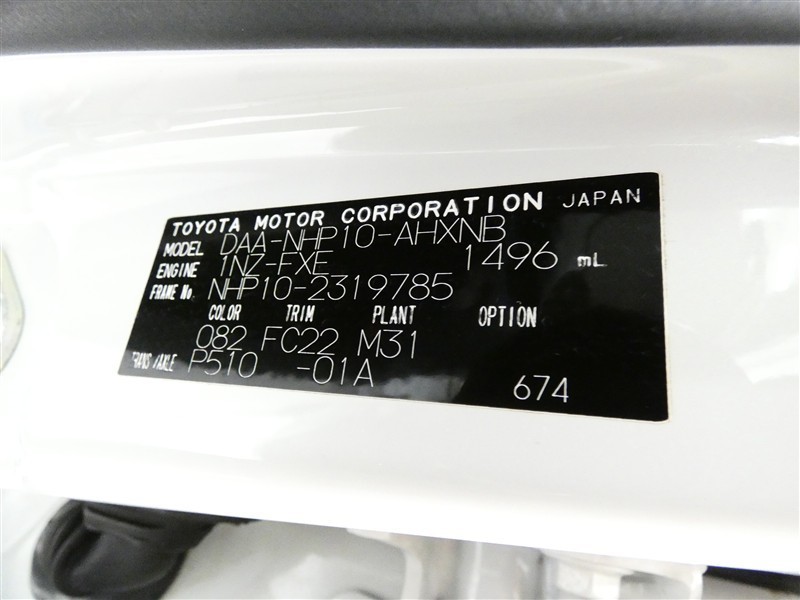 TOYOTA MOTOR CORPORATION JAPAN
MODEL DAA-NHP10-AHXNB
ENGINE 1NZ-FXE 1496 mL
FRAME No. NHP10-2319785
COLOR TRIM PLANT OPTION
082 FC22 M31
TRANS/AXLE P510 -01A
674